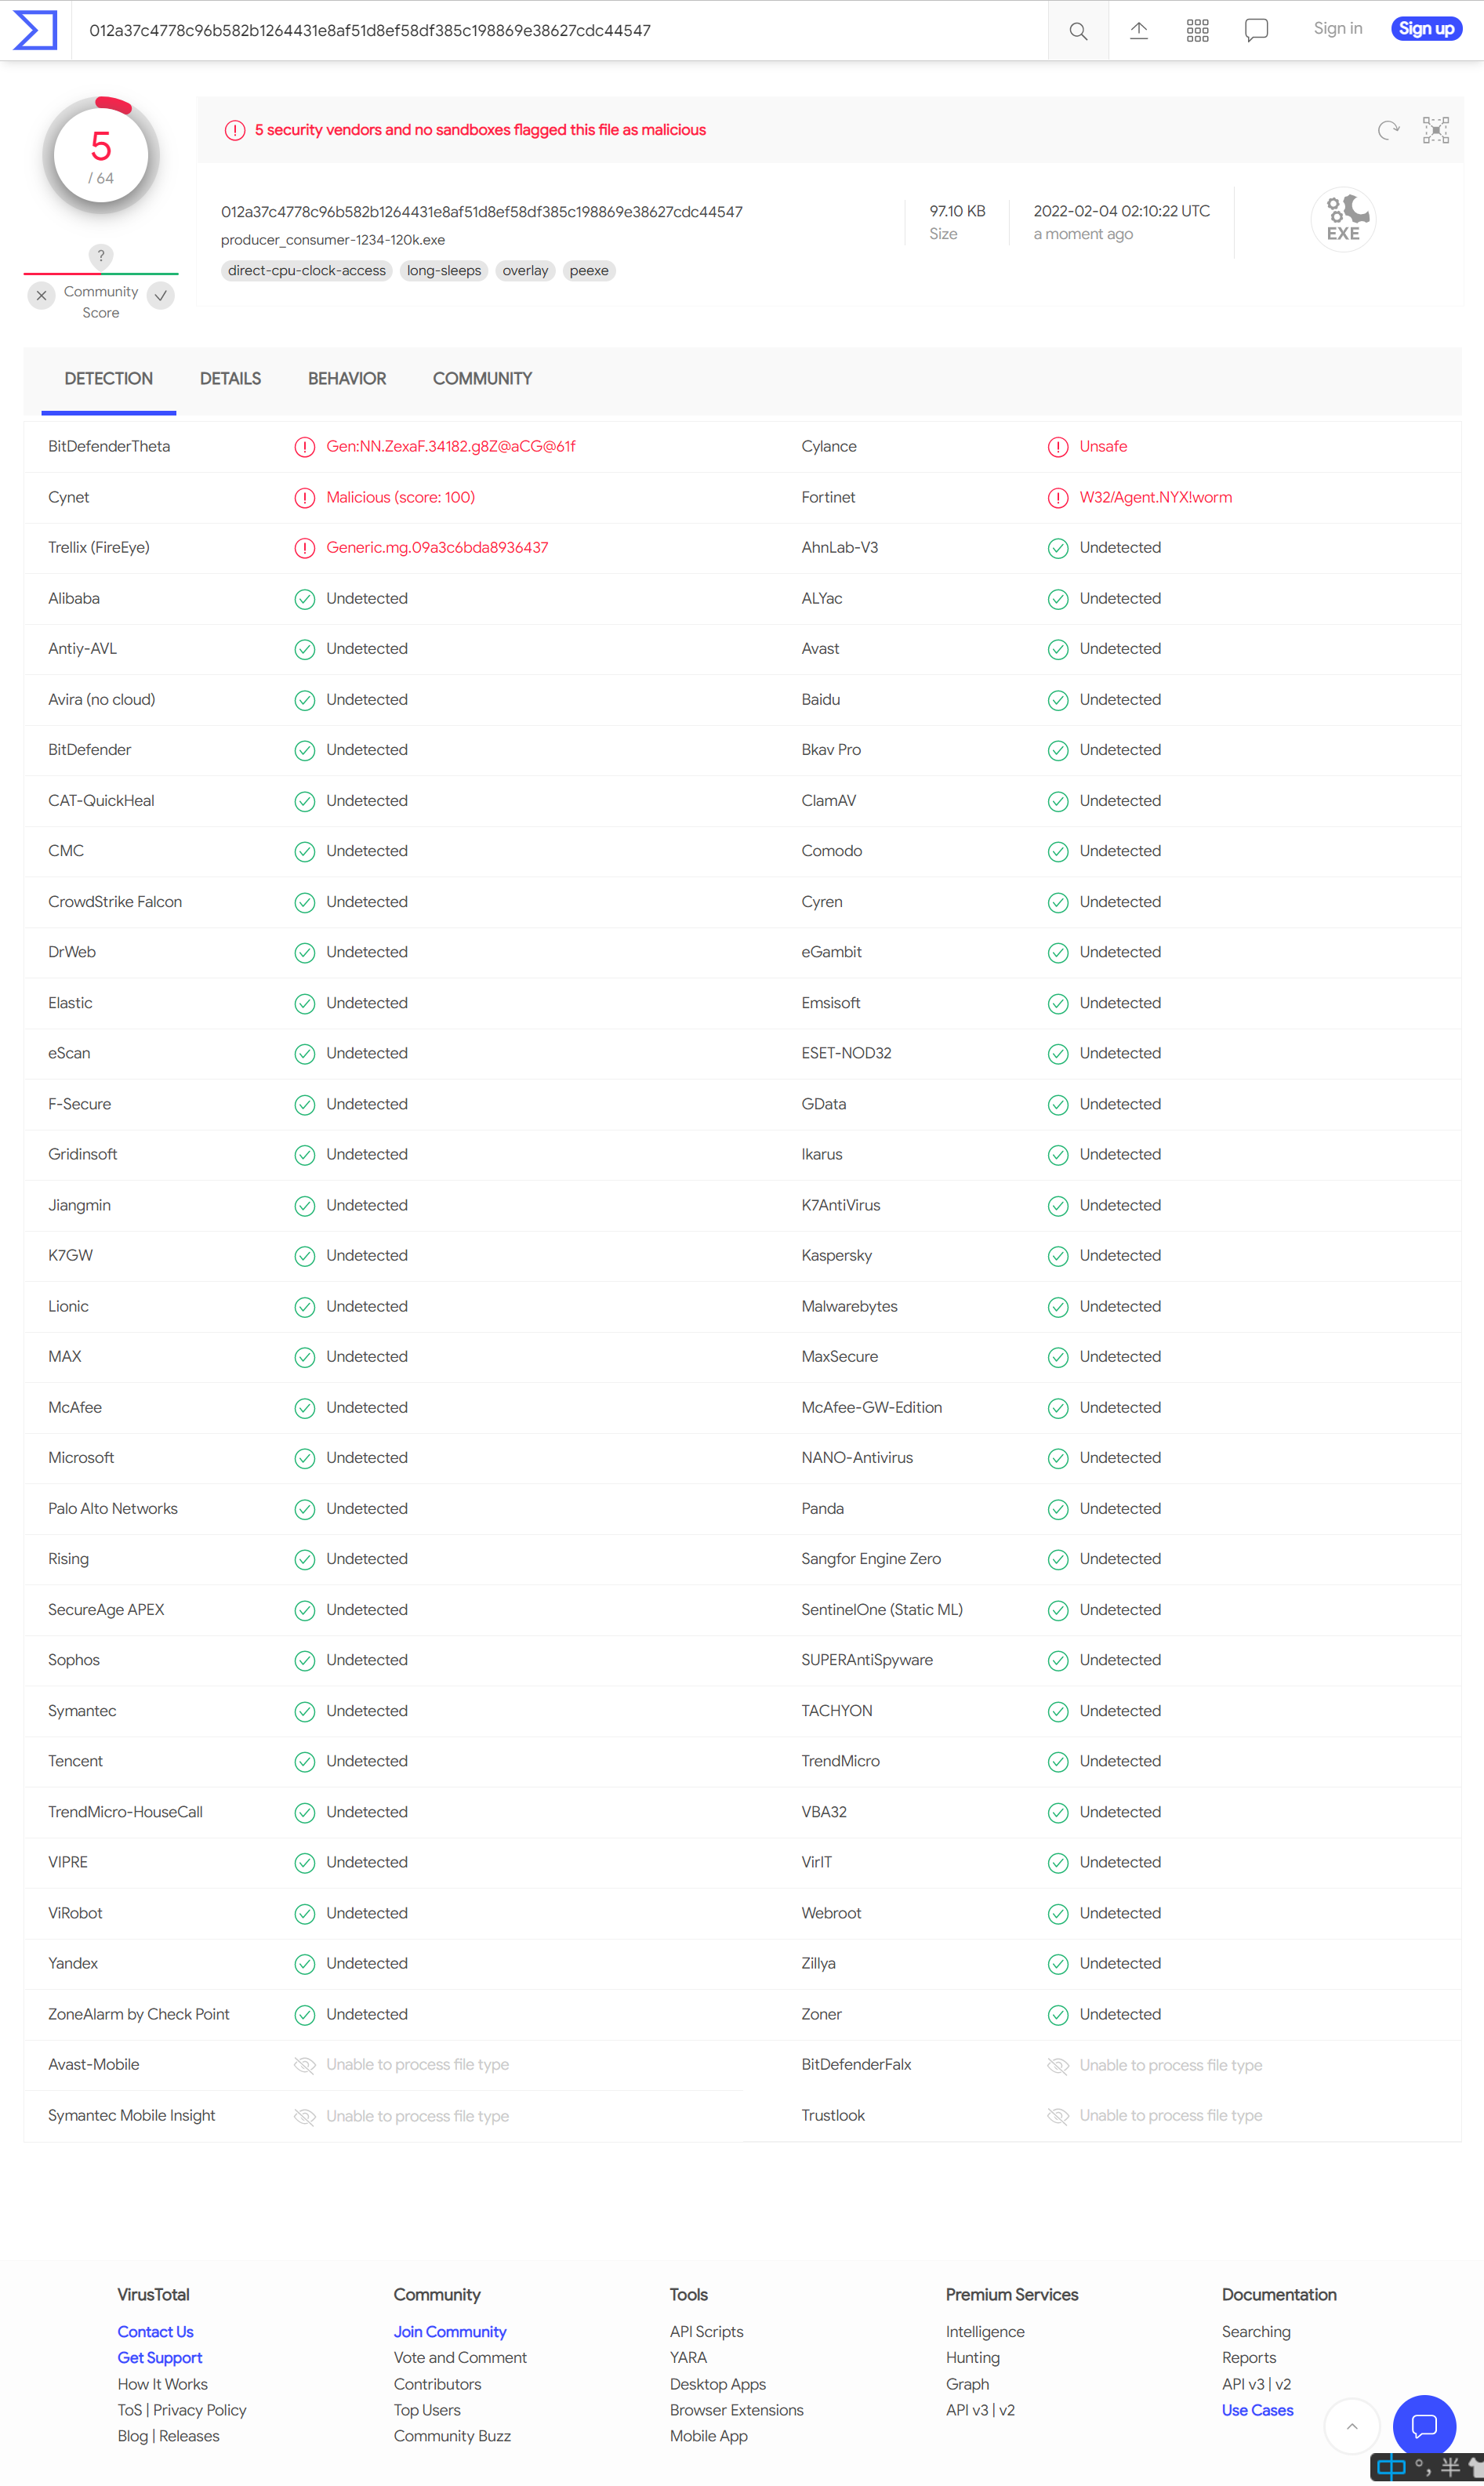 012a37c4778c96b582b1264431e8af51d8ef58df385c198869e38627cdc44547
Sign in
Sign up
5
/ 64
5 security vendors and no sandboxes flagged this file as malicious
012a37c4778c96b582b1264431e8af51d8ef58df385c198869e38627cdc44547
producer_consumer-1234-120k.exe
direct-cpu-clock-access long-sleeps overlay peexe
97.10 KB
Size
2022-02-04 02:10:22 UTC
a moment ago
EXE
?
Community
Score
DETECTION DETAILS BEHAVIOR COMMUNITY
BitDefenderTheta Gen:NN.ZexaF.34182.g8Z@aCG@61f Cylance Unsafe
Cynet Malicious (score: 100) Fortinet W32/Agent.NYX!worm
Trellix (FireEye) Generic.mg.09a3c6bda8936437 AhnLab-V3 Undetected
Alibaba Undetected ALYac Undetected
Antiy-AVL Undetected Avast Undetected
Avira (no cloud) Undetected Baidu Undetected
BitDefender Undetected Bkav Pro Undetected
CAT-QuickHeal Undetected ClamAV Undetected
CMC Undetected Comodo Undetected
CrowdStrike Falcon Undetected Cyren Undetected
DrWeb Undetected eGambit Undetected
Elastic Undetected Emsisoft Undetected
eScan Undetected ESET-NOD32 Undetected
F-Secure Undetected GData Undetected
Gridinsoft Undetected Ikarus Undetected
Jiangmin Undetected K7AntiVirus Undetected
K7GW Undetected Kaspersky Undetected
Lionic Undetected Malwarebytes Undetected
MAX Undetected MaxSecure Undetected
McAfee Undetected McAfee-GW-Edition Undetected
Microsoft Undetected NANO-Antivirus Undetected
Palo Alto Networks Undetected Panda Undetected
Rising Undetected Sangfor Engine Zero Undetected
SecureAge APEX Undetected SentinelOne (Static ML) Undetected
Sophos Undetected SUPERAntiSpyware Undetected
Symantec Undetected TACHYON Undetected
Tencent Undetected TrendMicro Undetected
TrendMicro-HouseCall Undetected VBA32 Undetected
VIPRE Undetected VirIT Undetected
ViRobot Undetected Webroot Undetected
Yandex Undetected Zillya Undetected
ZoneAlarm by Check Point Undetected Zoner Undetected
Avast-Mobile Unable to process file type BitDefenderFalx Unable to process file type
Symantec Mobile Insight Unable to process file type Trustlook Unable to process file type
VirusTotal
Contact Us
Get Support
How It Works
ToS | Privacy Policy
Blog | Releases
Community
Join Community
Vote and Comment
Contributors
Top Users
Community Buzz
Tools
API Scripts
YARA
Desktop Apps
Browser Extensions
Mobile App
Premium Services
Intelligence
Hunting
Graph
API v3 | v2
Documentation
Searching
Reports
API v3 | v2
Use Cases
中 °, 半